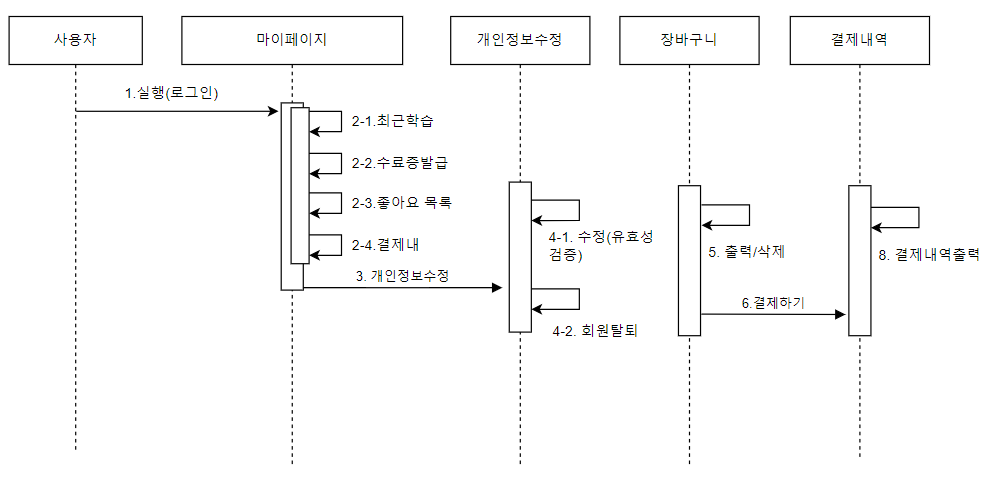 사용자
마이페이지
개인정보수정
장바구니
결제내역
1.실행(로그인)
2-1.최근학습
2-2.수료증발급
2-3.좋아요 목록
2-4.결제내
3. 개인정보수정
4-1. 수정(유효성
검증)
4-2. 회원탈퇴
5. 출력/삭제
6.결제하기
8. 결제내역출력